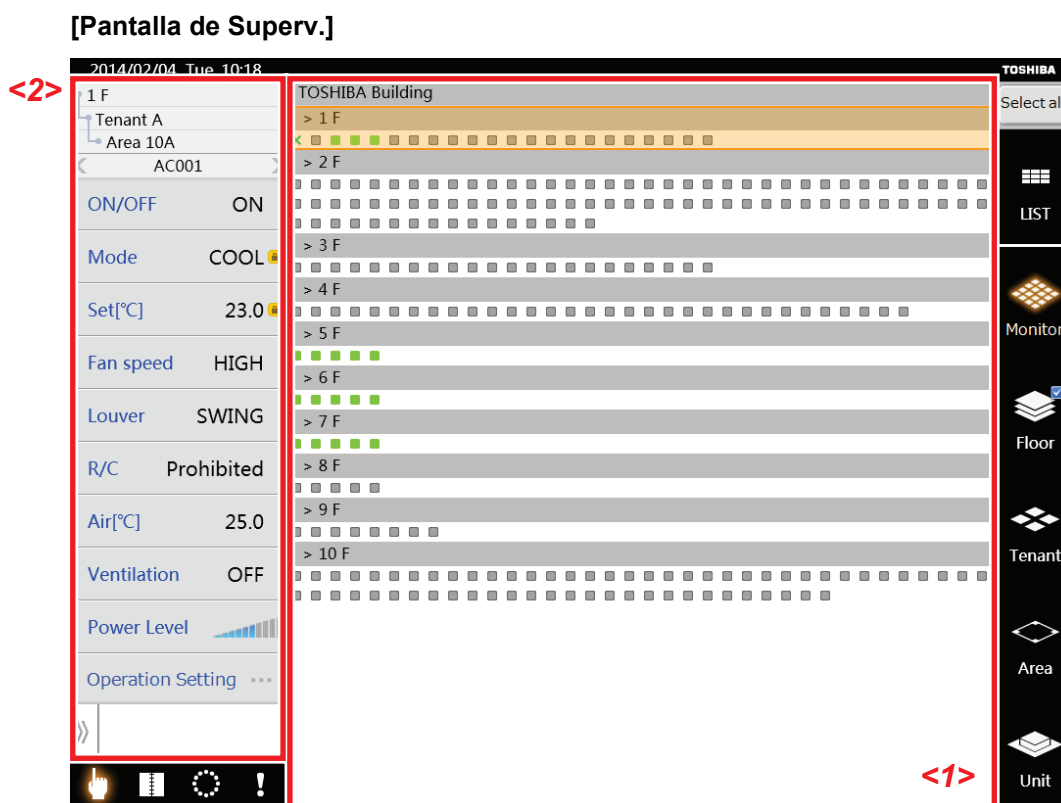 [Pantalla de Superv.]
2014/02/04 Tue 10:18
TOSHIBA
<2>
1 F
Tenant A
Area 10A
AC001
ON/OFF ON
Mode COOL
Set[°C] 23.0
Fan speed HIGH
Louver SWING
R/C Prohibited
Air[°C] 25.0
Ventilation OFF
Power Level
Operation Setting ...
TOSHIBA Building
> 1 F
> 2 F
> 3 F
> 4 F
> 5 F
> 6 F
> 7 F
> 8 F
> 9 F
> 10 F
<1>
Select al
LIST
Monitor
Floor
Tenant
Area
Unit